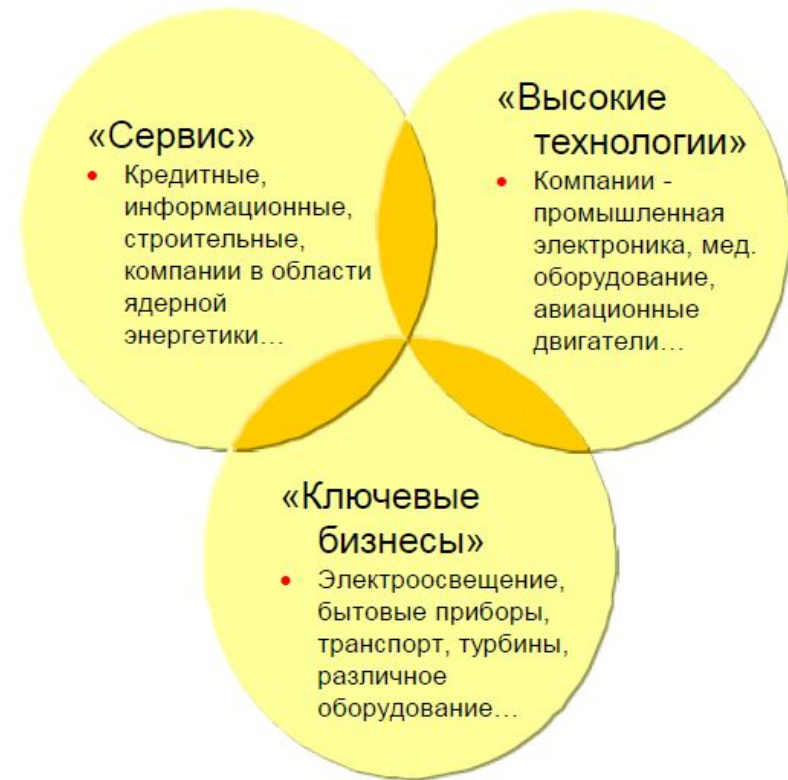 «Сервис»
• Кредитные,
информационные,
строительные,
компании в области
ядерной
энергетики…
«Высокие
технологии»
• Компании -
промышленная
электроника, мед.
оборудование,
авиационные
двигатели…
«Ключевые
бизнесы»
• Электроосвещение,
бытовые приборы,
транспорт, турбины,
различное
оборудование…